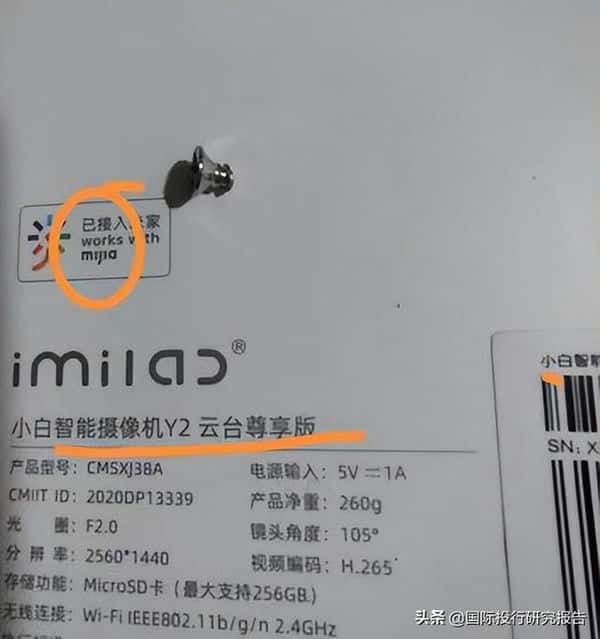 已接入米家
works with
mijia
imilab®
小白智能摄像机Y2 云台尊享版
产品型号：CMSXJ38A
CMIIT ID：2020DP13339
光 圈：F2.0
分 辨 率：2560*1440
存储功能：MicroSD卡（最大支持256GB）
无线连接：Wi-Fi IEEE802.11b/g/n 2.4GHz
电源输入：5V⎓1A
产品净重：260g
镜头角度：105°
视频编码：H.265
小白智能
SN: X
头条 @国际投行研究报告